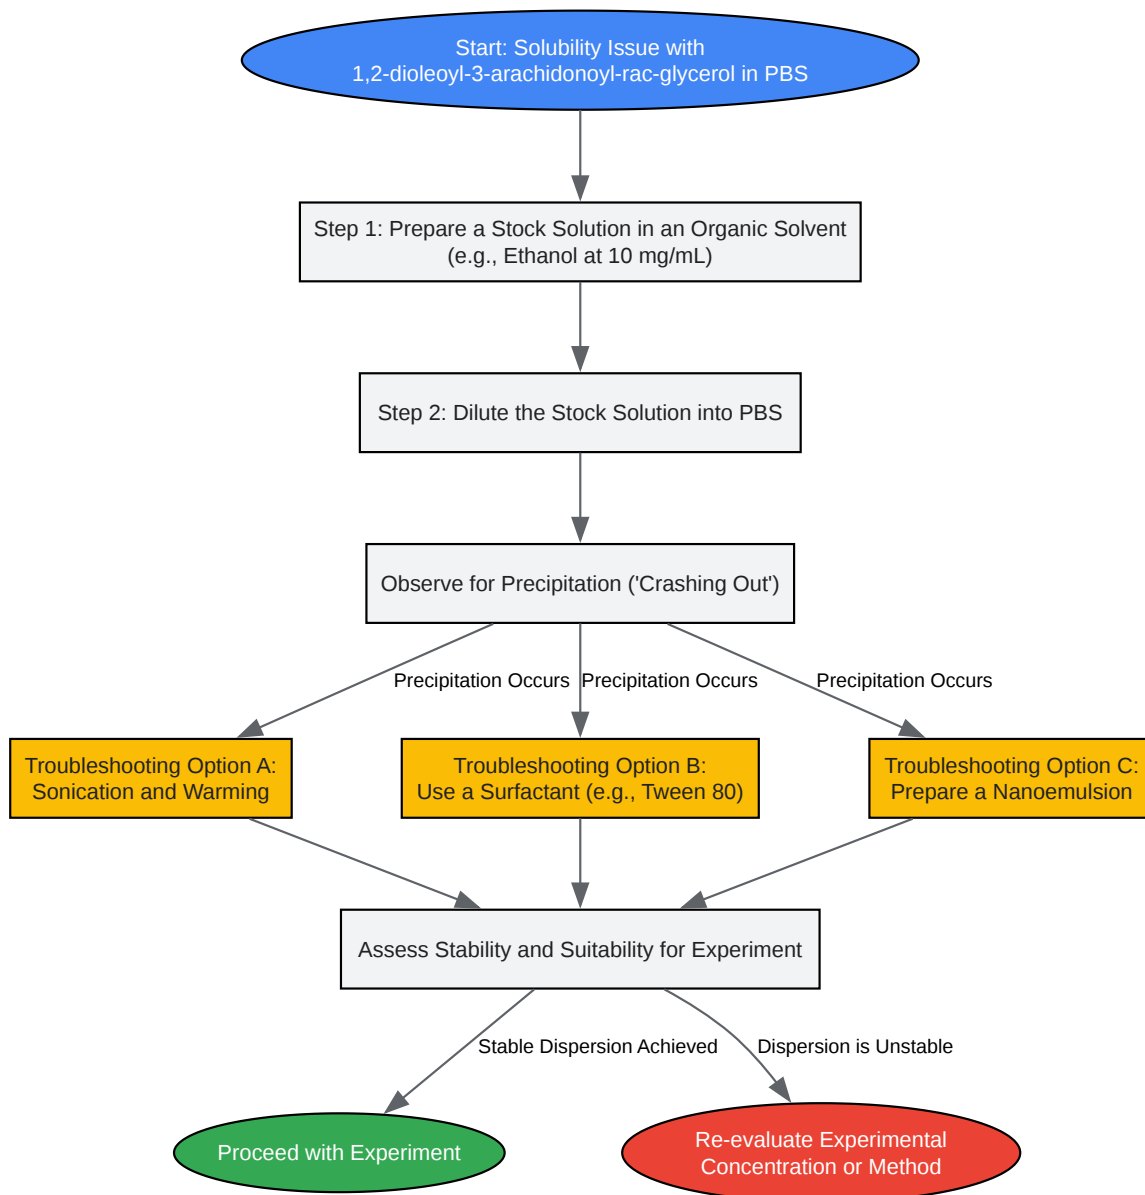 Start: Solubility Issue with
1,2-dioleoyl-3-arachidonoyl-rac-glycerol in PBS
Step 1: Prepare a Stock Solution in an Organic Solvent
(e.g., Ethanol at 10 mg/mL)
Step 2: Dilute the Stock Solution into PBS
Observe for Precipitation ('Crashing Out')
Precipitation Occurs
Precipitation Occurs
Precipitation Occurs
Troubleshooting Option A:
Sonication and Warming
Troubleshooting Option B:
Use a Surfactant (e.g., Tween 80)
Troubleshooting Option C:
Prepare a Nanoemulsion
Assess Stability and Suitability for Experiment
Stable Dispersion Achieved
Dispersion is Unstable
Proceed with Experiment
Re-evaluate Experimental
Concentration or Method